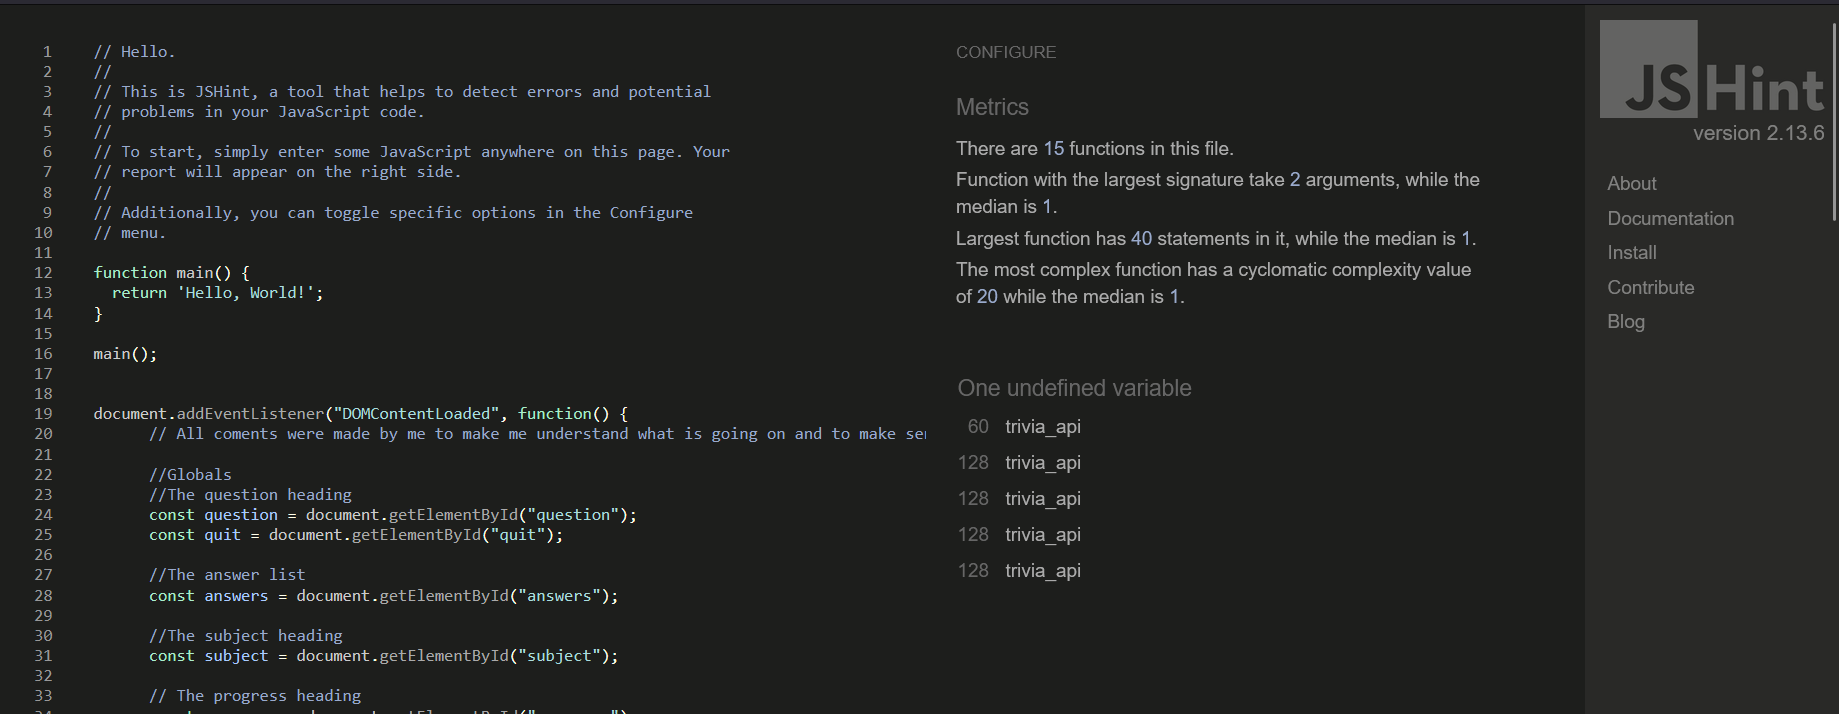 1 // Hello.
2 //
3 // This is JSHint, a tool that helps to detect errors and potential
4 // problems in your JavaScript code.
5 //
6 // To start, simply enter some JavaScript anywhere on this page. Your
7 // report will appear on the right side.
8 //
9 // Additionally, you can toggle specific options in the Configure
10 // menu.
11
12 function main() {
13 return 'Hello, World!';
14 }
15
16 main();
17
18
19 document.addEventListener("DOMContentLoaded", function() {
20 // All coments were made by me to make me understand what is going on and to make
21
22 //Globals
23 //The question heading
24 const question = document.getElementById("question");
25 const quit = document.getElementById("quit");
26
27 //The answer list
28 const answers = document.getElementById("answers");
29
30 //The subject heading
31 const subject = document.getElementById("subject");
32
33 // The progress heading
CONFIGURE
Metrics
There are 15 functions in this file.
Function with the largest signature take 2 arguments, while the
median is 1.
Largest function has 40 statements in it, while the median is 1.
The most complex function has a cyclomatic complexity value
of 20 while the median is 1.
One undefined variable
60 trivia_api
128 trivia_api
128 trivia_api
128 trivia_api
128 trivia_api
JSHint
version 2.13.6
About
Documentation
Install
Contribute
Blog